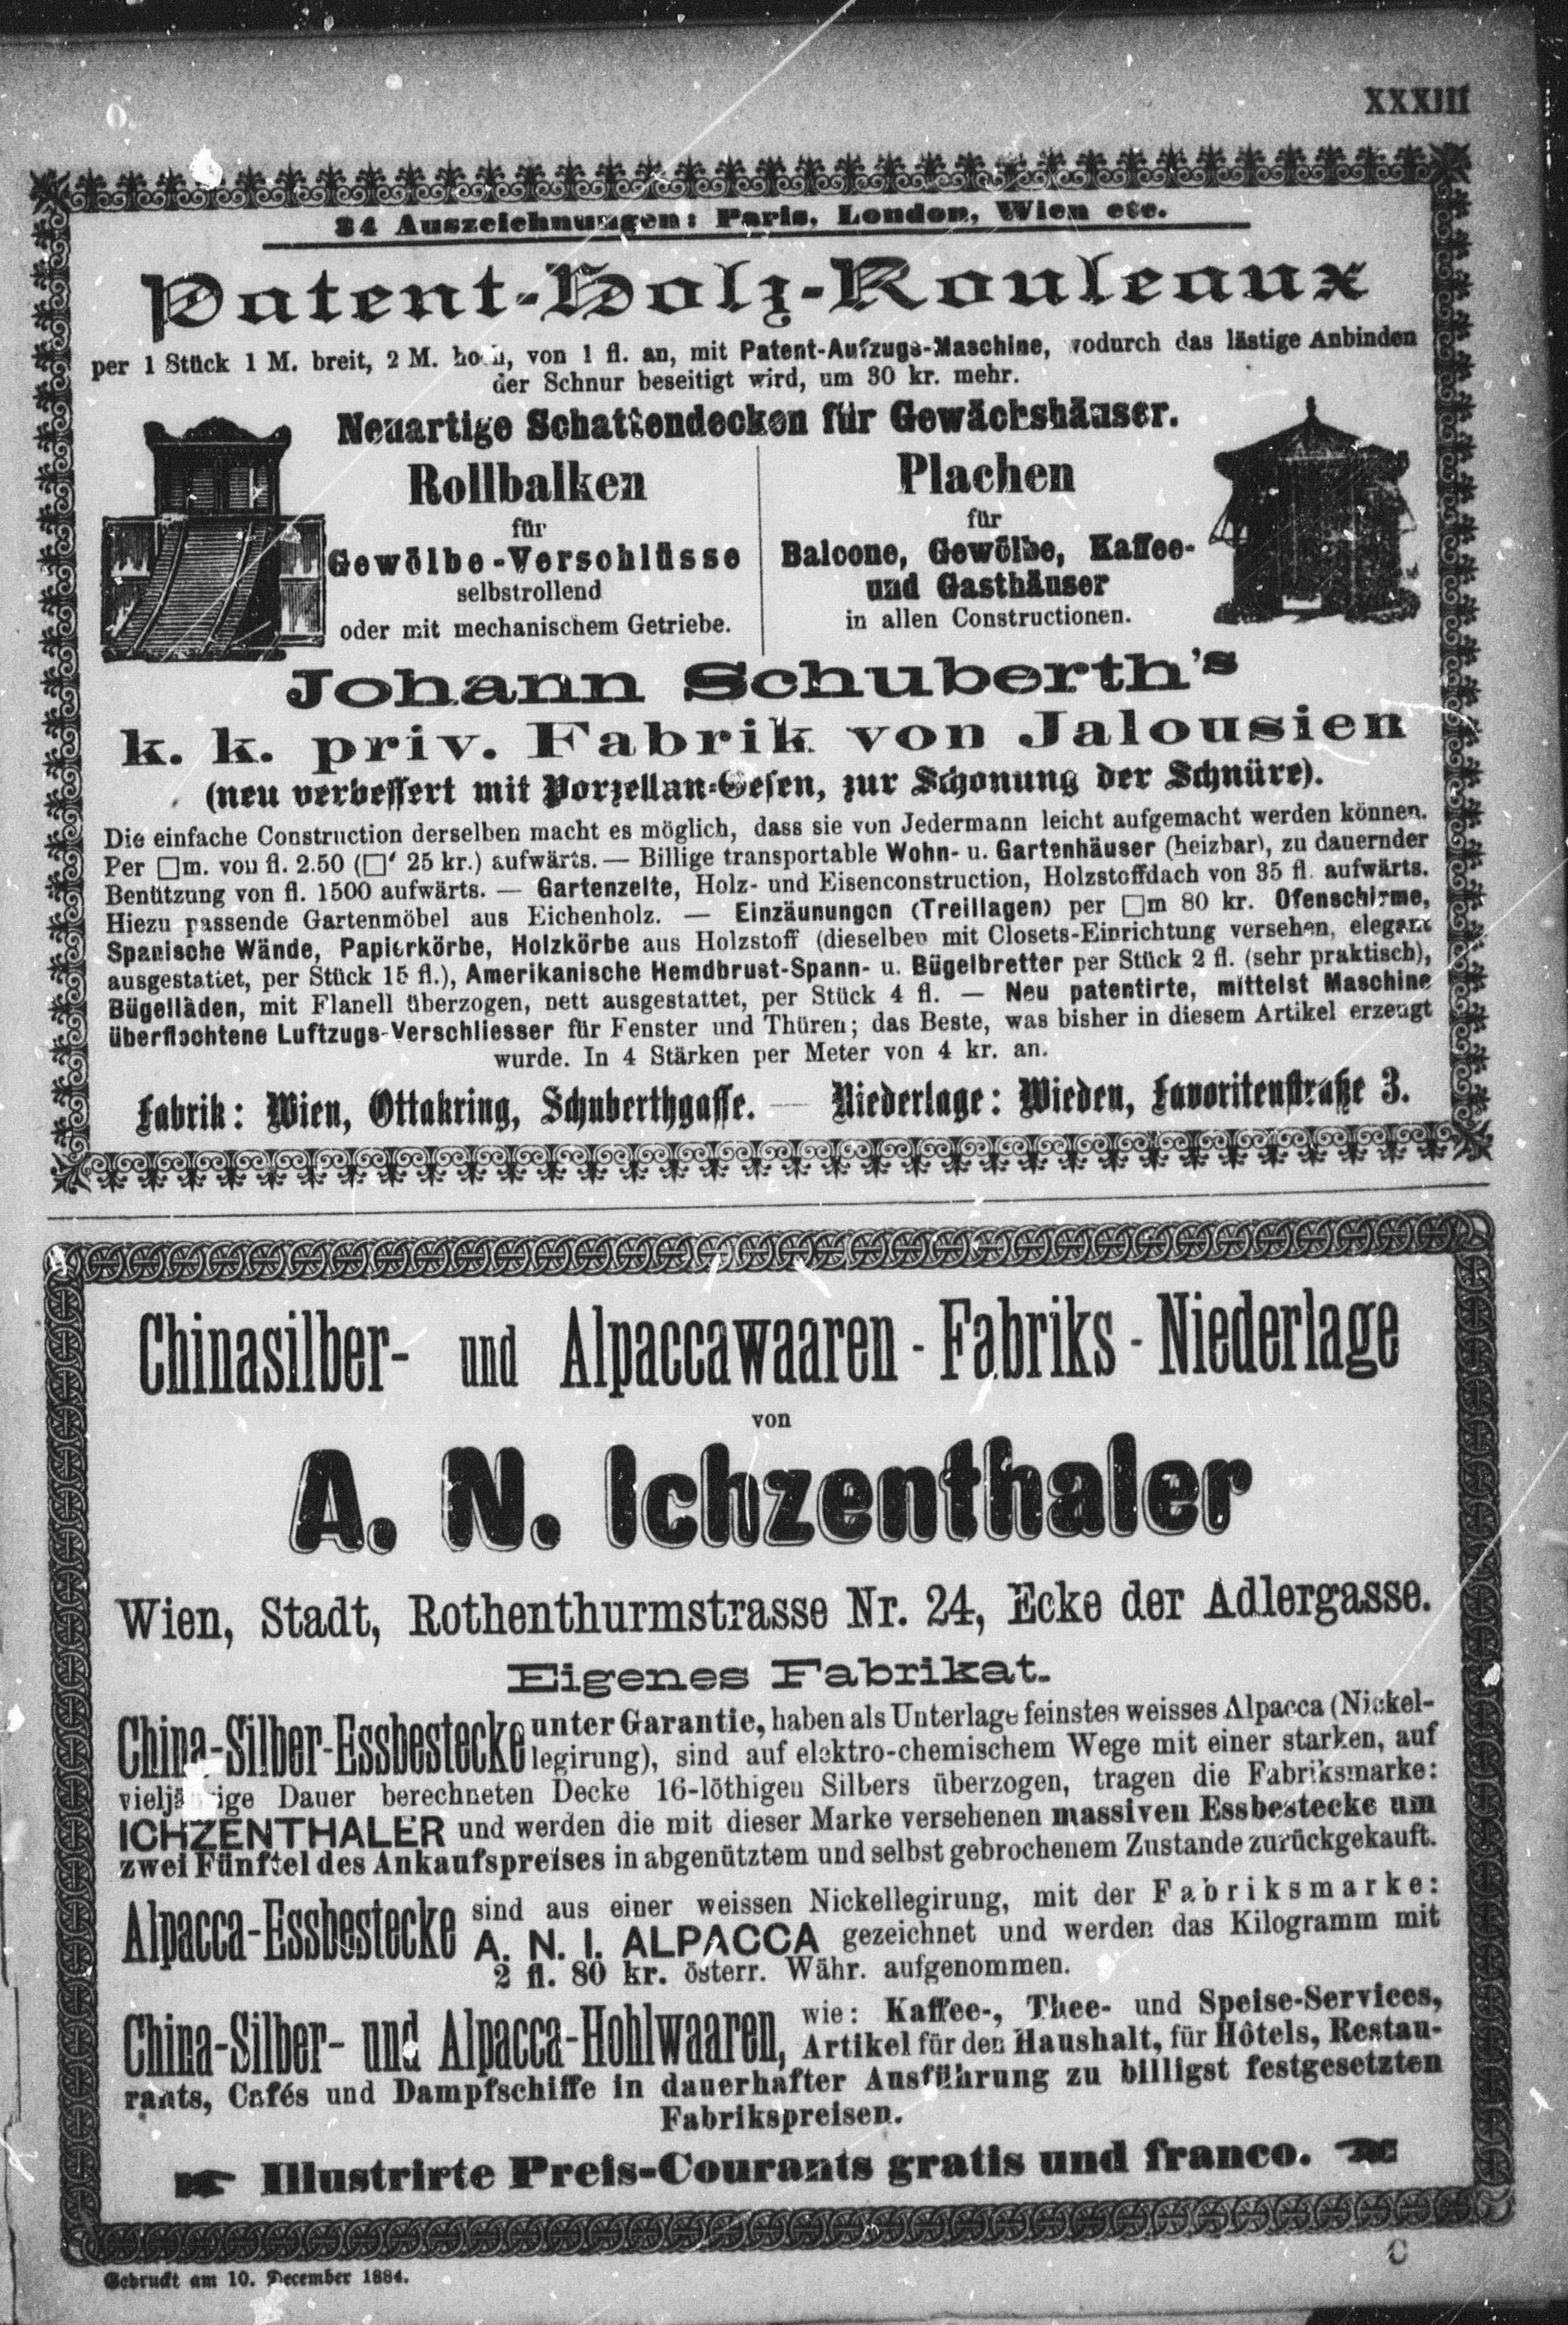 XXXIII
34 Auszeichnungen: Paris, London, Wien etc.
Patent-Holz-Rouleaux
per 1 Stück 1 M. breit, 2 M. hoch, von 1 fl. an, mit Patent-Aufzugs-Maschine, wodurch das lästige Anbinden
der Schnur beseitigt wird, um 30 kr. mehr.
Neuartige Schattendecken für Gewächshäuser.
Rollbalken
für
Gewölbe-Verschlüsse
selbstrollend
oder mit mechanischem Getriebe.
Plachen
für
Balcone, Gewölbe, Kaffee-
und Gasthäuser
in allen Constructionen.
Johann Schuberth's
k. k. priv. Fabrik von Jalousien
(neu verbessert mit Porzellan-Oesen, zur Schonung der Schnüre).
Die einfache Construction derselben macht es möglich, dass sie von Jedermann leicht aufgemacht werden können.
Per □m. von fl. 2.50 (□' 25 kr.) aufwärts. — Billige transportable Wohn- u. Gartenhäuser (heizbar), zu dauernder
Benützung von fl. 1500 aufwärts. — Gartenzelte, Holz- und Eisenconstruction, Holzstoffdach von 35 fl. aufwärts.
Hiezu passende Gartenmöbel aus Eichenholz. — Einzäunungen (Treillagen) per □m 80 kr. Ofenschirme,
Spanische Wände, Papierkörbe, Holzkörbe aus Holzstoff (dieselben mit Closets-Einrichtung versehen, elegant
ausgestattet, per Stück 15 fl.), Amerikanische Hemdbrust-Spann- u. Bügelbretter per Stück 2 fl. (sehr praktisch),
Bügelläden, mit Flanell überzogen, nett ausgestattet, per Stück 4 fl. — Neu patentirte, mittelst Maschine
überflochtene Luftzugs-Verschliesser für Fenster und Thüren; das Beste, was bisher in diesem Artikel erzeugt
wurde. In 4 Stärken per Meter von 4 kr. an.
Fabrik: Wien, Ottakring, Schuberthgasse. — Niederlage: Wieden, Favoritenstraße 3.
Chinasilber- und Alpaccawaaren - Fabriks - Niederlage
von
A. N. Ichzenthaler
Wien, Stadt, Rothenthurmstrasse Nr. 24, Ecke der Adlergasse.
Eigenes Fabrikat.
China-Silber-Essbestecke unter Garantie, haben als Unterlage feinstes weisses Alpacca (Nickel-
legirung), sind auf elektro-chemischem Wege mit einer starken, auf
vieljährige Dauer berechneten Decke 16-löthigen Silbers überzogen, tragen die Fabriksmarke:
ICHZENTHALER und werden die mit dieser Marke versehenen massiven Essbestecke um
zwei Fünftel des Ankaufspreises in abgenütztem und selbst gebrochenem Zustande zurückgekauft.
Alpacca-Essbestecke sind aus einer weissen Nickellegirung, mit der Fabriksmarke:
A. N. I. ALPACCA gezeichnet und werden das Kilogramm mit
2 fl. 80 kr. österr. Währ. aufgenommen.
China-Silber- und Alpacca-Hohlwaaren, wie: Kaffee-, Thee- und Speise-Services,
Artikel für den Haushalt, für Hôtels, Restau-
rants, Cafés und Dampfschiffe in dauerhafter Ausführung zu billigst festgesetzten
Fabrikspreisen.
Illustrirte Preis-Courants gratis und franco.
C
Gedruckt am 10. December 1884.